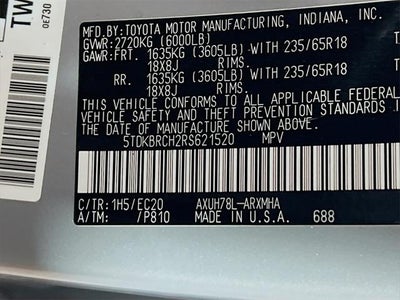 TW
0E730
MFD. BY: TOYOTA MOTOR MANUFACTURING, INDIANA, INC.
GVWR: 2720KG (6000LB)
GAWR: FRT. 1635KG (3605LB) WITH 235/65R18
18X8J RIMS.
RR. 1635KG (3605LB) WITH 235/65R18
18X8J RIMS.
THIS VEHICLE CONFORMS TO ALL APPLICABLE FEDERAL
VEHICLE SAFETY AND THEFT PREVENTION STANDARDS
THE DATE OF MANUFACTURE SHOWN ABOVE.
5TDKBRCH2RS621520 MPV
C/TR: 1H5/EC20 AXUH78L-ARXMHA
A/TM: /P810 MADE IN U.S.A. 688